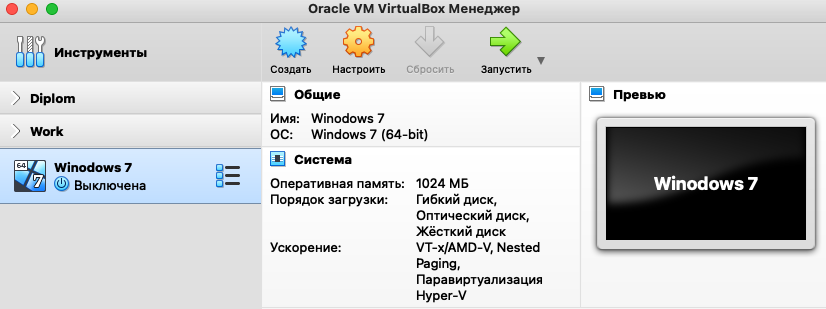 Oracle VM VirtualBox Менеджер
Инструменты
Создать Настроить Сбросить Запустить
Diplom
Work
64
7
Winodows 7
Выключена
Общие
Имя: Winodows 7
ОС: Windows 7 (64-bit)
Система
Оперативная память: 1024 МБ
Порядок загрузки: Гибкий диск,
Оптический диск,
Жёсткий диск
Ускорение: VT-x/AMD-V, Nested
Paging,
Паравиртуализация
Hyper-V
Превью
Winodows 7